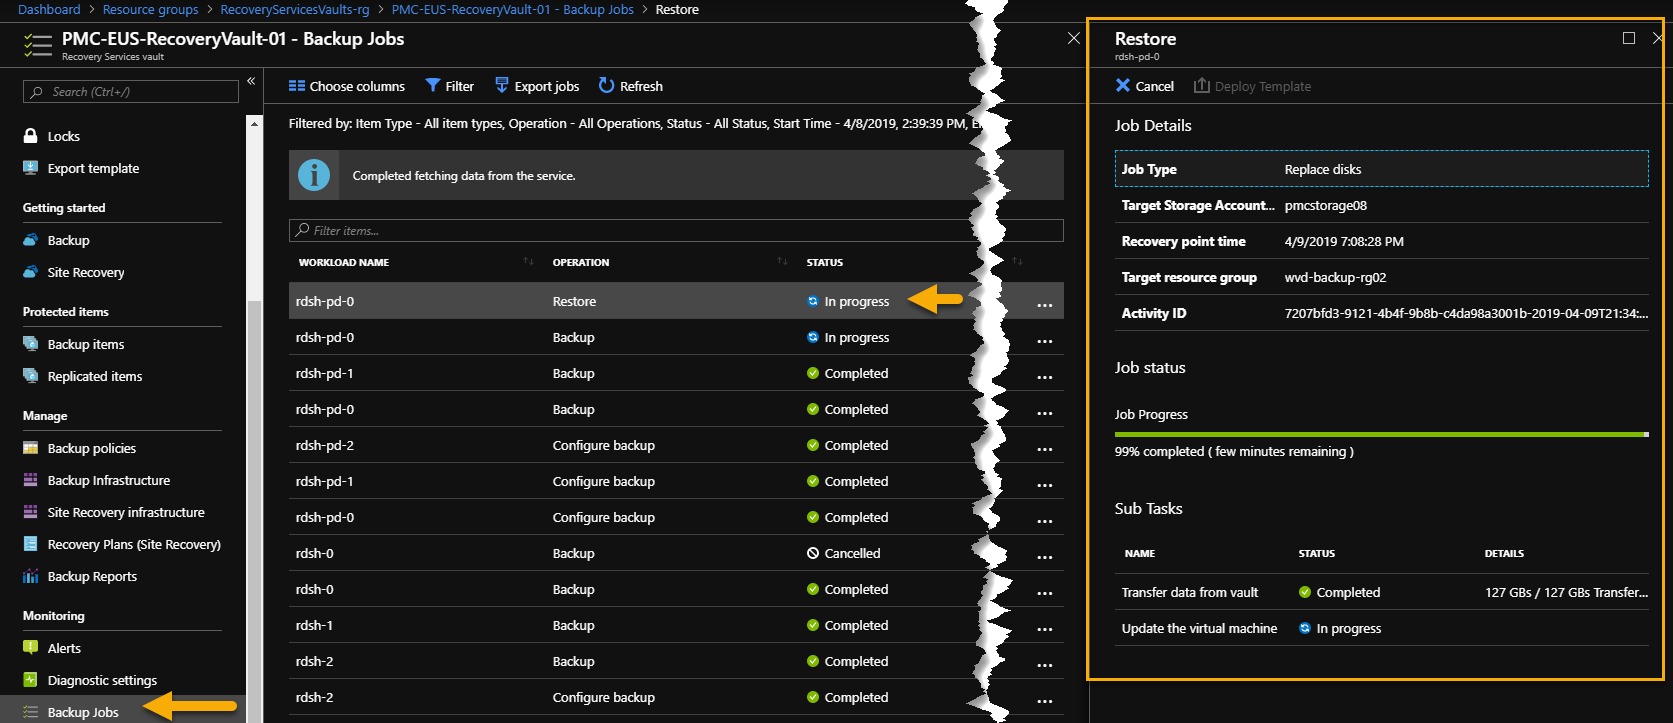 Dashboard > Resource groups > RecoveryServicesVaults-rg > PMC-EUS-RecoveryVault-01 - Backup Jobs > Restore
PMC-EUS-RecoveryVault-01 - Backup Jobs
Recovery Services vault
Search (Ctrl+/)
Locks
Export template
Getting started
Backup
Site Recovery
Protected items
Backup items
Replicated items
Manage
Backup policies
Backup Infrastructure
Site Recovery infrastructure
Recovery Plans (Site Recovery)
Backup Reports
Monitoring
Alerts
Diagnostic settings
Backup Jobs
Choose columns Filter Export jobs Refresh
Filtered by: Item Type - All item types, Operation - All Operations, Status - All Status, Start Time - 4/8/2019, 2:39:39 PM,
Completed fetching data from the service.
Filter items...
WORKLOAD NAME OPERATION STATUS
rdsh-pd-0 Restore In progress ...
rdsh-pd-0 Backup In progress ...
rdsh-pd-1 Backup Completed ...
rdsh-pd-0 Backup Completed ...
rdsh-pd-2 Configure backup Completed ...
rdsh-pd-1 Configure backup Completed ...
rdsh-pd-0 Configure backup Completed ...
rdsh-0 Backup Cancelled ...
rdsh-0 Backup Completed ...
rdsh-1 Backup Completed ...
rdsh-2 Backup Completed ...
rdsh-2 Configure backup Completed ...
Restore
rdsh-pd-0
Cancel Deploy Template
Job Details
Job Type Replace disks
Target Storage Account... pmcstorage08
Recovery point time 4/9/2019 7:08:28 PM
Target resource group wvd-backup-rg02
Activity ID 7207bfd3-9121-4b4f-9b8b-c4da98a3001b-2019-04-09T21:34:...
Job status
Job Progress
99% completed ( few minutes remaining )
Sub Tasks
NAME STATUS DETAILS
Transfer data from vault Completed 127 GBs / 127 GBs Transfer...
Update the virtual machine In progress